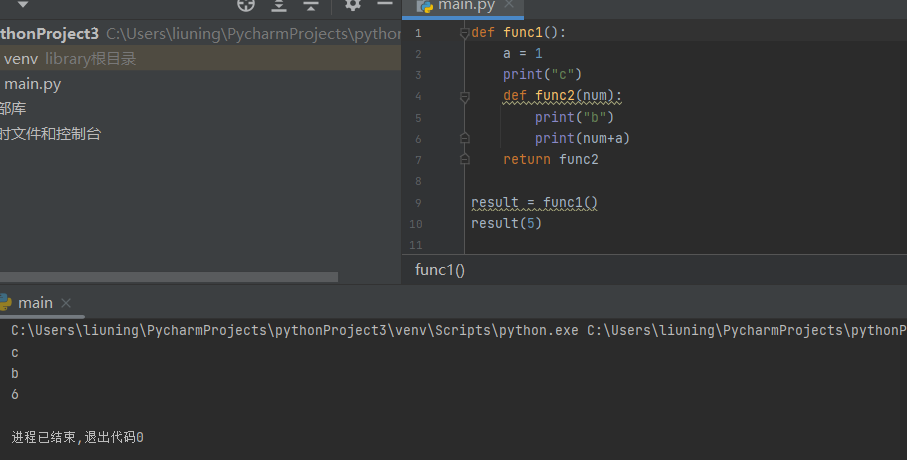 main.py
thonProject3 C:\Users\liuning\PycharmProjects\python
venv library根目录
main.py
部库
时文件和控制台
1 def func1():
2 a = 1
3 print("c")
4 def func2(num):
5 print("b")
6 print(num+a)
7 return func2
8
9 result = func1()
10 result(5)
11
func1()
main
C:\Users\liuning\PycharmProjects\pythonProject3\venv\Scripts\python.exe C:\Users\liuning\PycharmProjects\pythonP
c
b
6
进程已结束,退出代码0